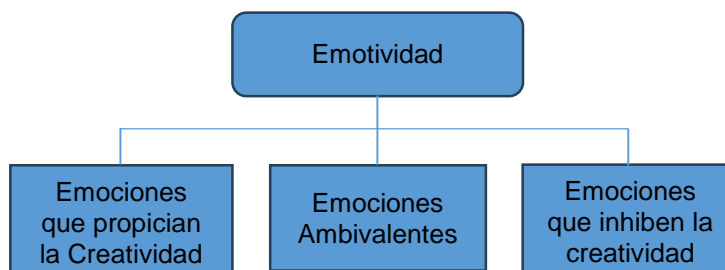 Emotividad
Emociones
que propician
la Creatividad
Emociones
Ambivalentes
Emociones
que inhiben la
creatividad